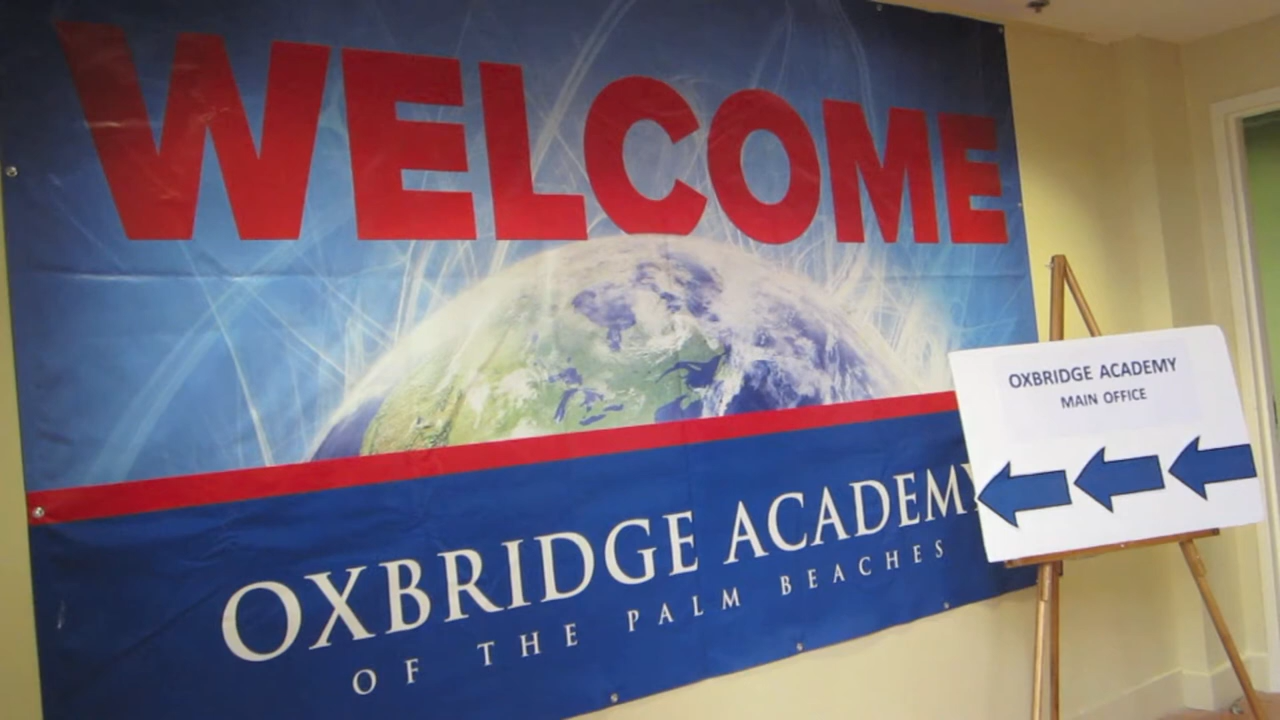 WELCOME
OXBRIDGE ACADEMY
OF THE PALM BEACHES
OXBRIDGE ACADEMY
MAIN OFFICE